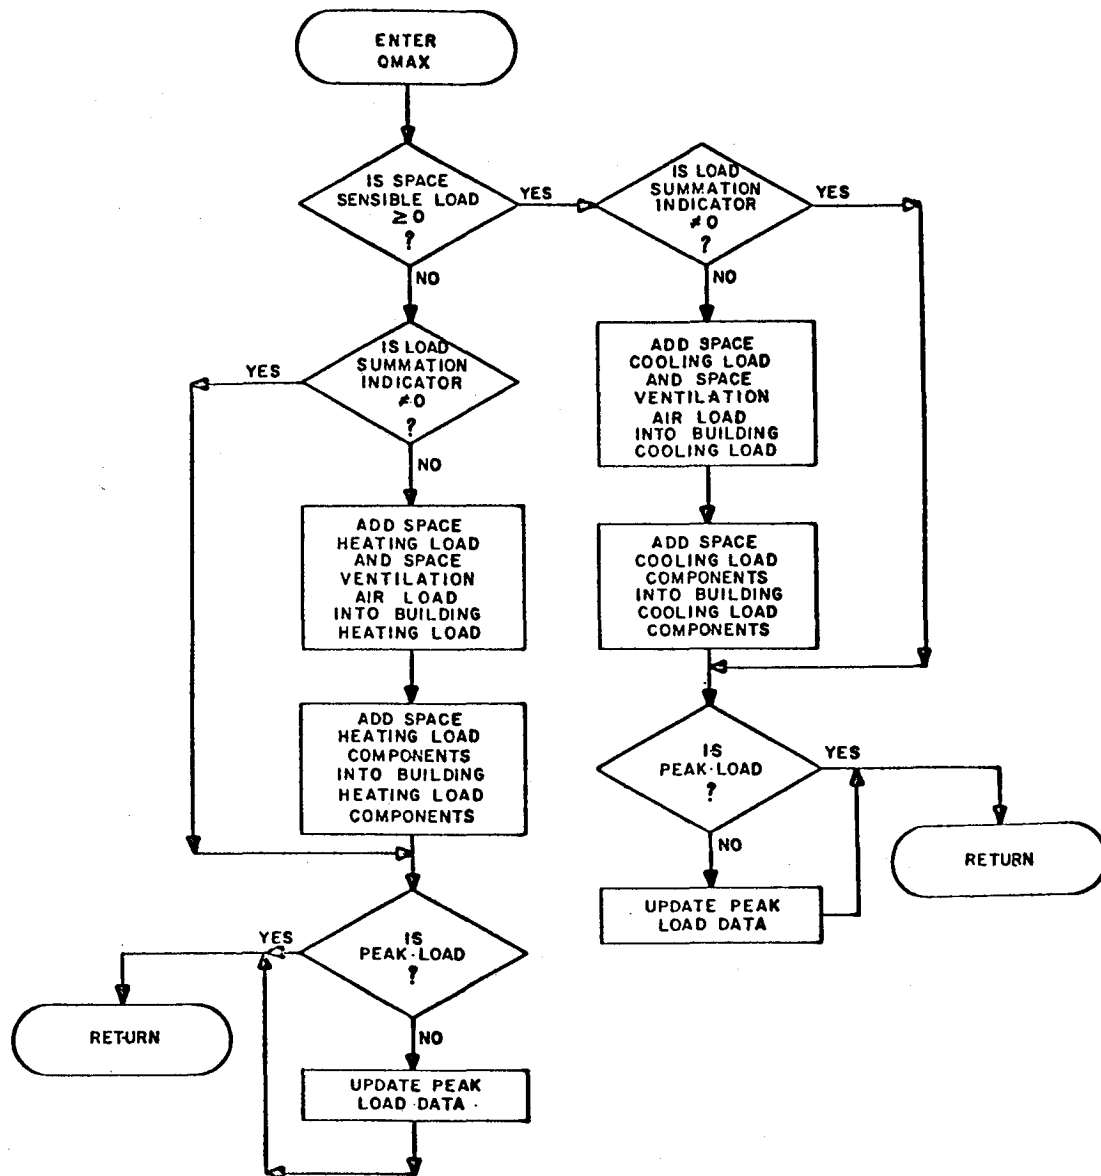 ENTER
QMAX
IS SPACE
SENSIBLE LOAD
≥ 0
?
YES
NO
IS LOAD
SUMMATION
INDICATOR
≠ 0
?
YES
NO
ADD SPACE
COOLING LOAD
AND SPACE
VENTILATION
AIR LOAD
INTO BUILDING
COOLING LOAD
ADD SPACE
COOLING LOAD
COMPONENTS
INTO BUILDING
COOLING LOAD
COMPONENTS
IS
PEAK·LOAD
?
YES
NO
UPDATE PEAK
LOAD DATA
RETURN
IS LOAD
SUMMATION
INDICATOR
≠ 0
?
YES
NO
ADD SPACE
HEATING LOAD
AND SPACE
VENTILATION
AIR LOAD
INTO BUILDING
HEATING LOAD
ADD SPACE
HEATING LOAD
COMPONENTS
INTO BUILDING
HEATING LOAD
COMPONENTS
IS
PEAK·LOAD
?
YES
NO
UPDATE PEAK
LOAD DATA
RETURN